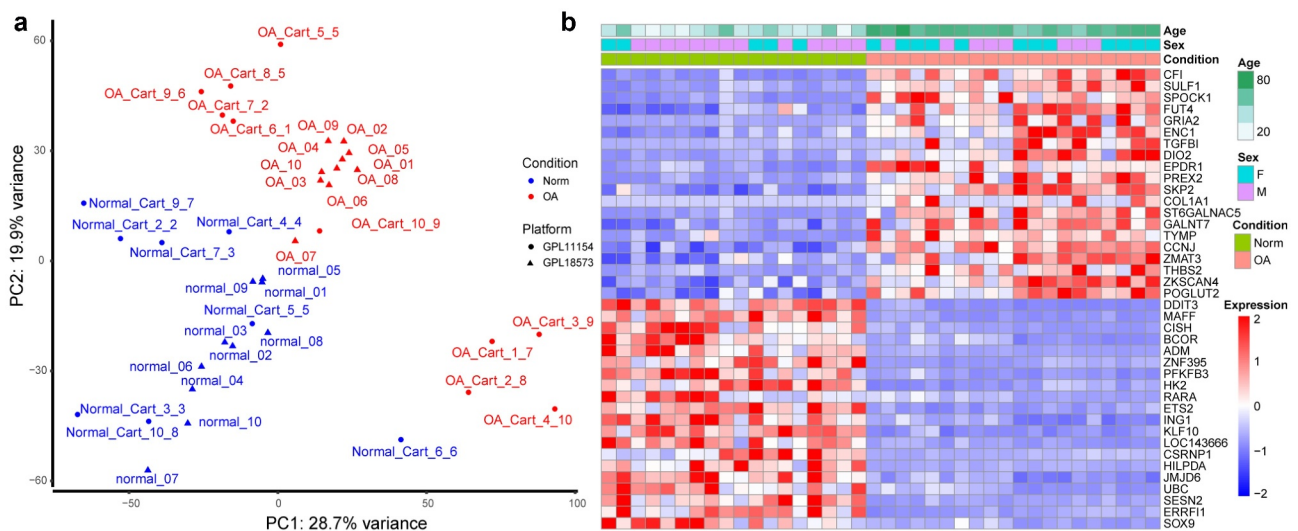 a
60
30
0
−30
−60
PC2: 19.9% variance
−50
0
50
100
PC1: 28.7% variance
OA_Cart_5_5
OA_Cart_8_5
OA_Cart_9_6
OA_Cart_7_2
OA_Cart_6_1
OA_09
OA_02
OA_04
OA_05
OA_10
OA_01
OA_03
OA_08
OA_06
OA_Cart_10_9
OA_07
Normal_Cart_9_7
Normal_Cart_2_2
Normal_Cart_4_4
Normal_Cart_7_3
normal_05
normal_09
normal_01
Normal_Cart_5_5
normal_03
normal_08
normal_02
normal_06
normal_04
Normal_Cart_3_3
normal_10
Normal_Cart_10_8
normal_07
Normal_Cart_6_6
OA_Cart_3_9
OA_Cart_1_7
OA_Cart_2_8
OA_Cart_4_10
Condition
Norm
OA
Platform
GPL11154
GPL18573
b
Age
Sex
Condition
CFI
SULF1
SPOCK1
FUT4
GRIA2
ENC1
TGFBI
DIO2
EPDR1
PREX2
SKP2
COL1A1
ST6GALNAC5
GALNT7
TYMP
CCNJ
ZMAT3
THBS2
ZKSCAN4
POGLUT2
DDIT3
MAFF
CISH
BCOR
ADM
ZNF395
PFKFB3
HK2
RARA
ETS2
ING1
KLF10
LOC143666
CSRNP1
HILPDA
JMJD6
UBC
SESN2
ERRFI1
SOX9
Age
80
20
Sex
F
M
Condition
Norm
OA
Expression
2
1
0
−1
−2